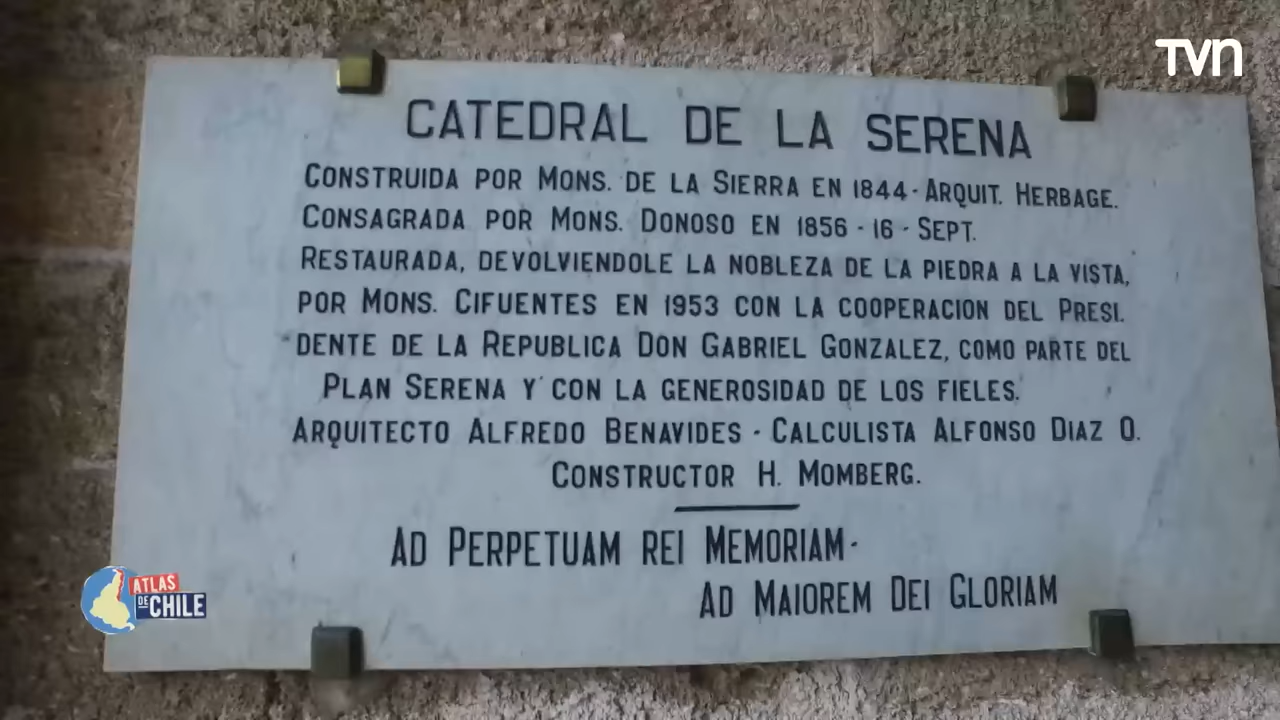 TVN
CATEDRAL DE LA SERENA
CONSTRUIDA POR MONS. DE LA SIERRA EN 1844 - ARQUIT. HERBAGE.
CONSAGRADA POR MONS. DONOSO EN 1856 - 16 - SEPT.
RESTAURADA, DEVOLVIENDOLE LA NOBLEZA DE LA PIEDRA A LA VISTA,
POR MONS. CIFUENTES EN 1953 CON LA COOPERACION DEL PRESI.
DENTE DE LA REPUBLICA DON GABRIEL GONZALEZ, COMO PARTE DEL
PLAN SERENA Y CON LA GENEROSIDAD DE LOS FIELES.
ARQUITECTO ALFREDO BENAVIDES - CALCULISTA ALFONSO DIAZ O.
CONSTRUCTOR H. MOMBERG.
AD PERPETUAM REI MEMORIAM -
AD MAIOREM DEI GLORIAM
ATLAS
DE CHILE